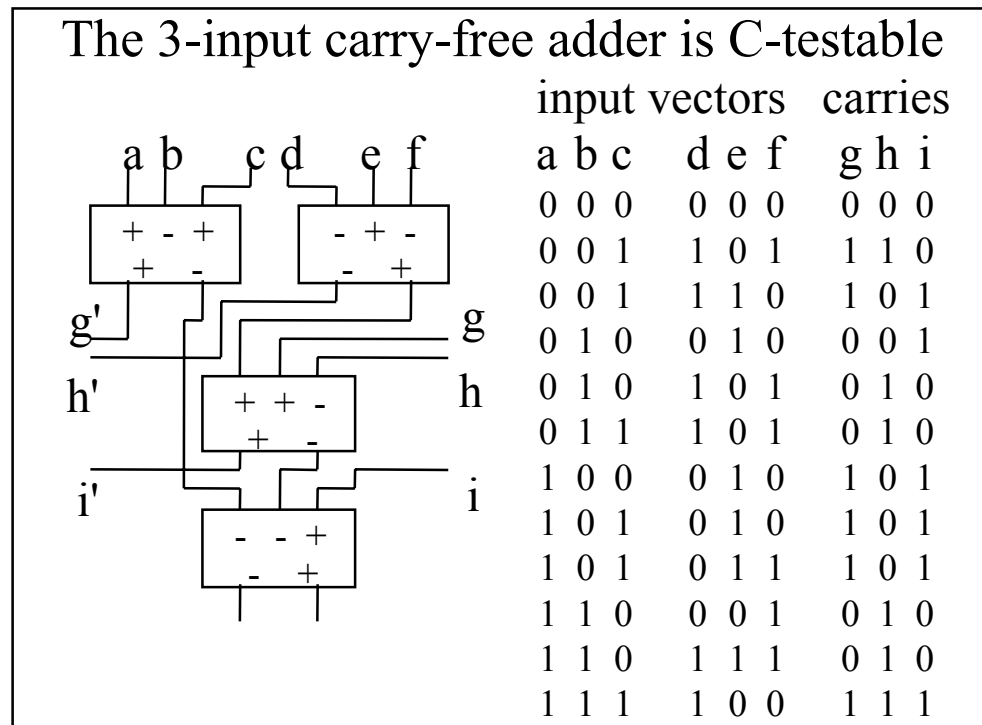 The 3-input carry-free adder is C-testable
input vectors carries
a b c d e f
+ - +
+ -
- + -
- +
g'
h'
g
h
+ + -
+ -
i'
i
- - +
- +
a b c d e f g h i
0 0 0 0 0 0 0 0 0
0 0 1 1 0 1 1 1 0
0 0 1 1 1 0 1 0 1
0 1 0 0 1 0 0 0 1
0 1 0 1 0 1 0 1 0
0 1 1 1 0 1 0 1 0
1 0 0 0 1 0 1 0 1
1 0 1 0 1 0 1 0 1
1 0 1 0 1 1 1 0 1
1 1 0 0 0 1 0 1 0
1 1 0 1 1 1 0 1 0
1 1 1 1 0 0 1 1 1